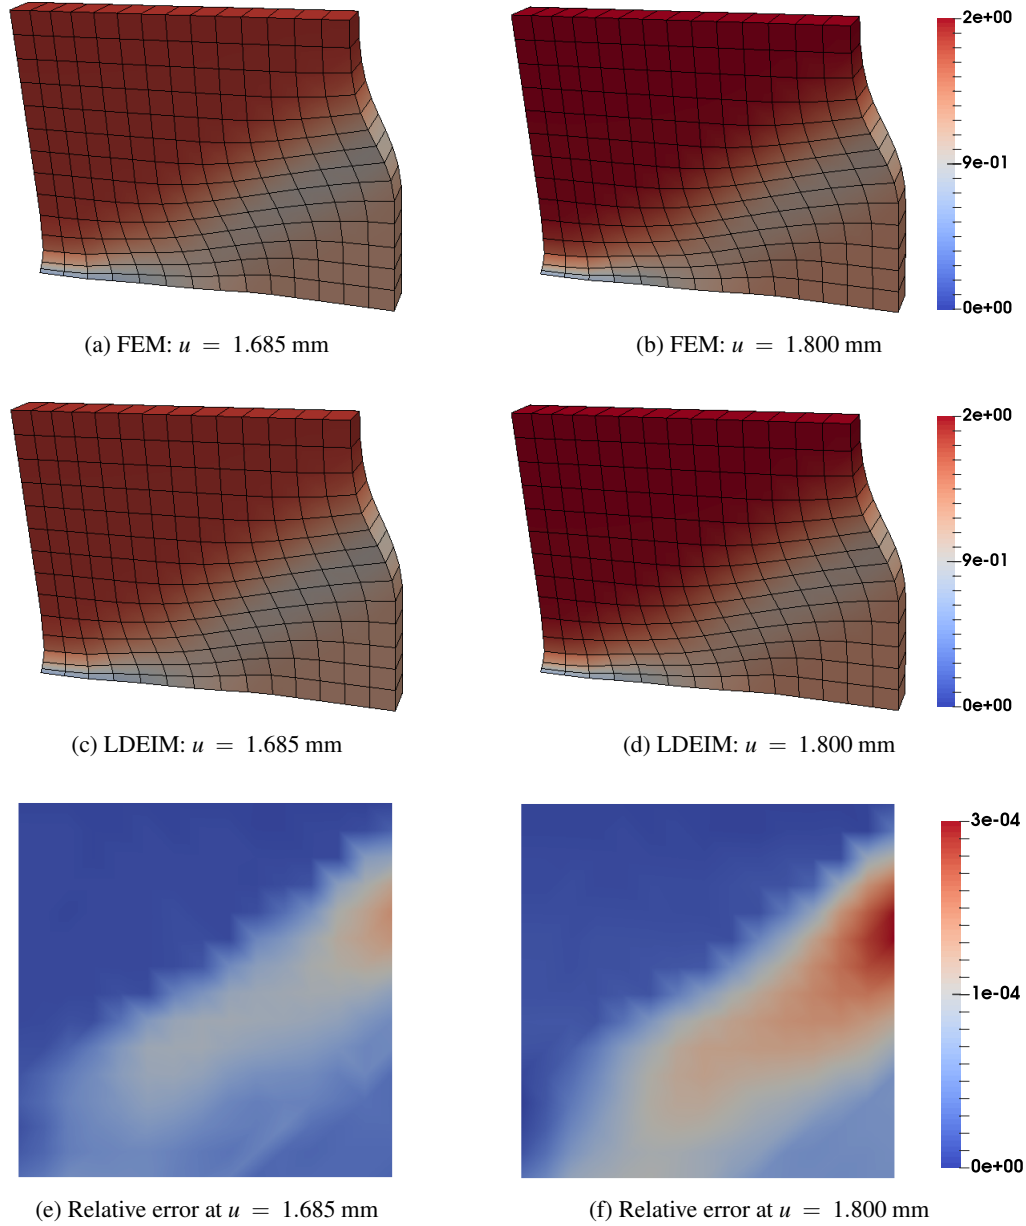 2e+00
9e-01
0e+00
(a) FEM: u = 1.685 mm
(b) FEM: u = 1.800 mm
2e+00
9e-01
0e+00
(c) LDEIM: u = 1.685 mm
(d) LDEIM: u = 1.800 mm
3e-04
1e-04
0e+00
(e) Relative error at u = 1.685 mm
(f) Relative error at u = 1.800 mm